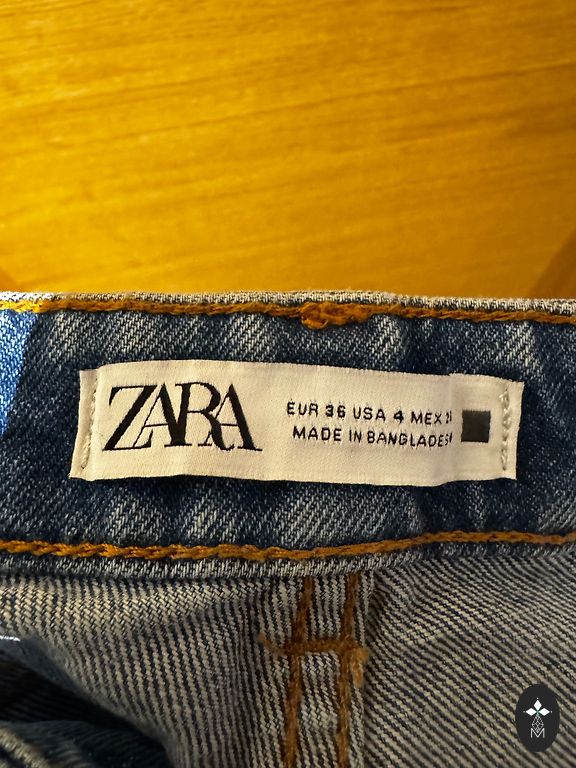 ZARA
EUR 36 USA 4 MEX
MADE IN BANGLADESH
M